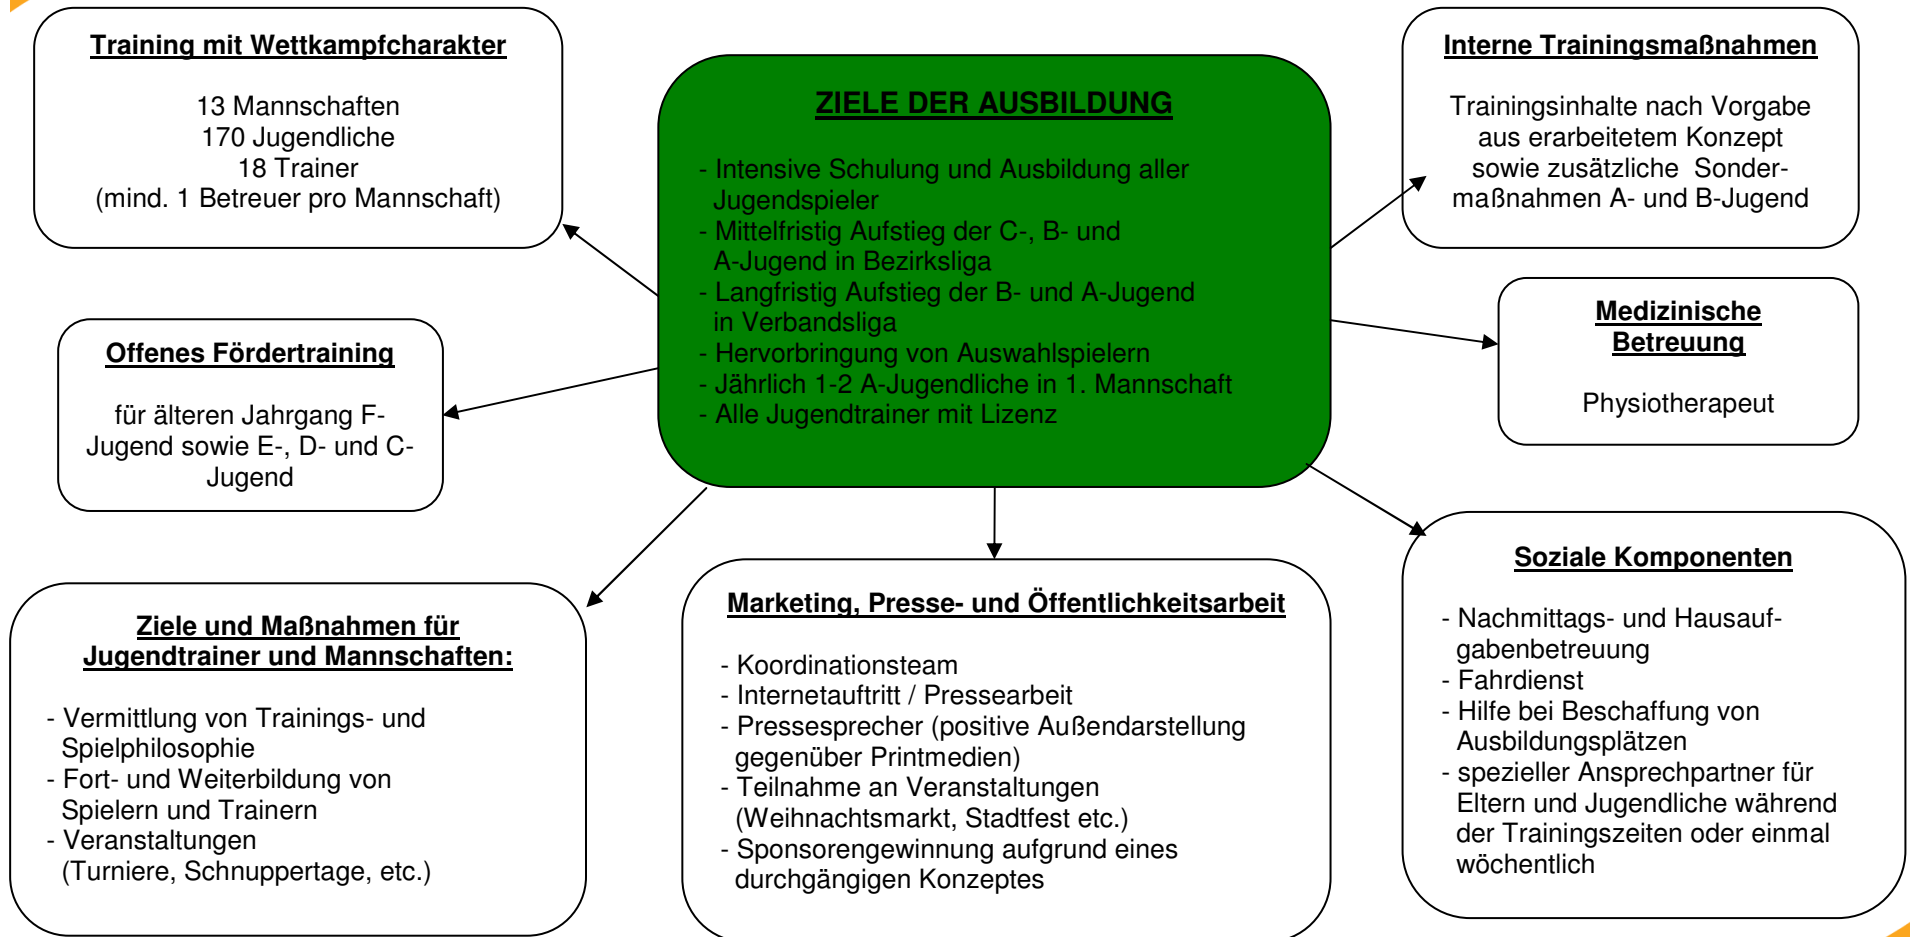 Training mit Wettkampfcharakter
13 Mannschaften
170 Jugendliche
18 Trainer
(mind. 1 Betreuer pro Mannschaft)
ZIELE DER AUSBILDUNG
- Intensive Schulung und Ausbildung aller
Jugendspieler
- Mittelfristig Aufstieg der C-, B- und
A-Jugend in Bezirksliga
- Langfristig Aufstieg der B- und A-Jugend
in Verbandsliga
- Hervorbringung von Auswahlspielern
- Jährlich 1-2 A-Jugendliche in 1. Mannschaft
- Alle Jugendtrainer mit Lizenz
Interne Trainingsmaßnahmen
Trainingsinhalte nach Vorgabe
aus erarbeitetem Konzept
sowie zusätzliche Sonder-
maßnahmen A- und B-Jugend
Offenes Fördertraining
für älteren Jahrgang F-
Jugend sowie E-, D- und C-
Jugend
Medizinische
Betreuung
Physiotherapeut
Ziele und Maßnahmen für
Jugendtrainer und Mannschaften:
- Vermittlung von Trainings- und
Spielphilosophie
- Fort- und Weiterbildung von
Spielern und Trainern
- Veranstaltungen
(Turniere, Schnuppertage, etc.)
Marketing, Presse- und Öffentlichkeitsarbeit
- Koordinationsteam
- Internetauftritt / Pressearbeit
- Pressesprecher (positive Außendarstellung
gegenüber Printmedien)
- Teilnahme an Veranstaltungen
(Weihnachtsmarkt, Stadtfest etc.)
- Sponsorengewinnung aufgrund eines
durchgängigen Konzeptes
Soziale Komponenten
- Nachmittags- und Hausauf-
gabenbetreuung
- Fahrdienst
- Hilfe bei Beschaffung von
Ausbildungsplätzen
- spezieller Ansprechpartner für
Eltern und Jugendliche während
der Trainingszeiten oder einmal
wöchentlich